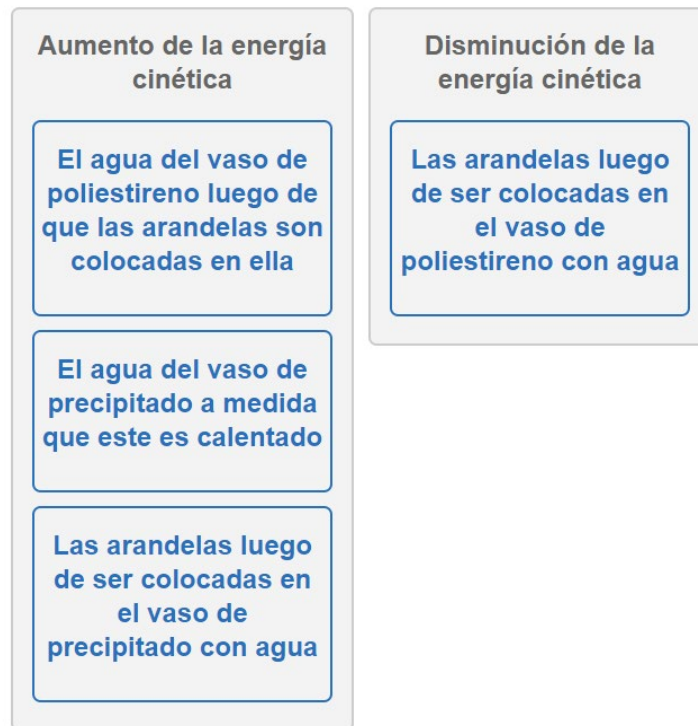 Aumento de la energía
cinética
El agua del vaso de
poliestireno luego de
que las arandelas son
colocadas en ella
El agua del vaso de
precipitado a medida
que este es calentado
Las arandelas luego
de ser colocadas en
el vaso de
precipitado con agua
Disminución de la
energía cinética
Las arandelas luego
de ser colocadas en
el vaso de
poliestireno con agua